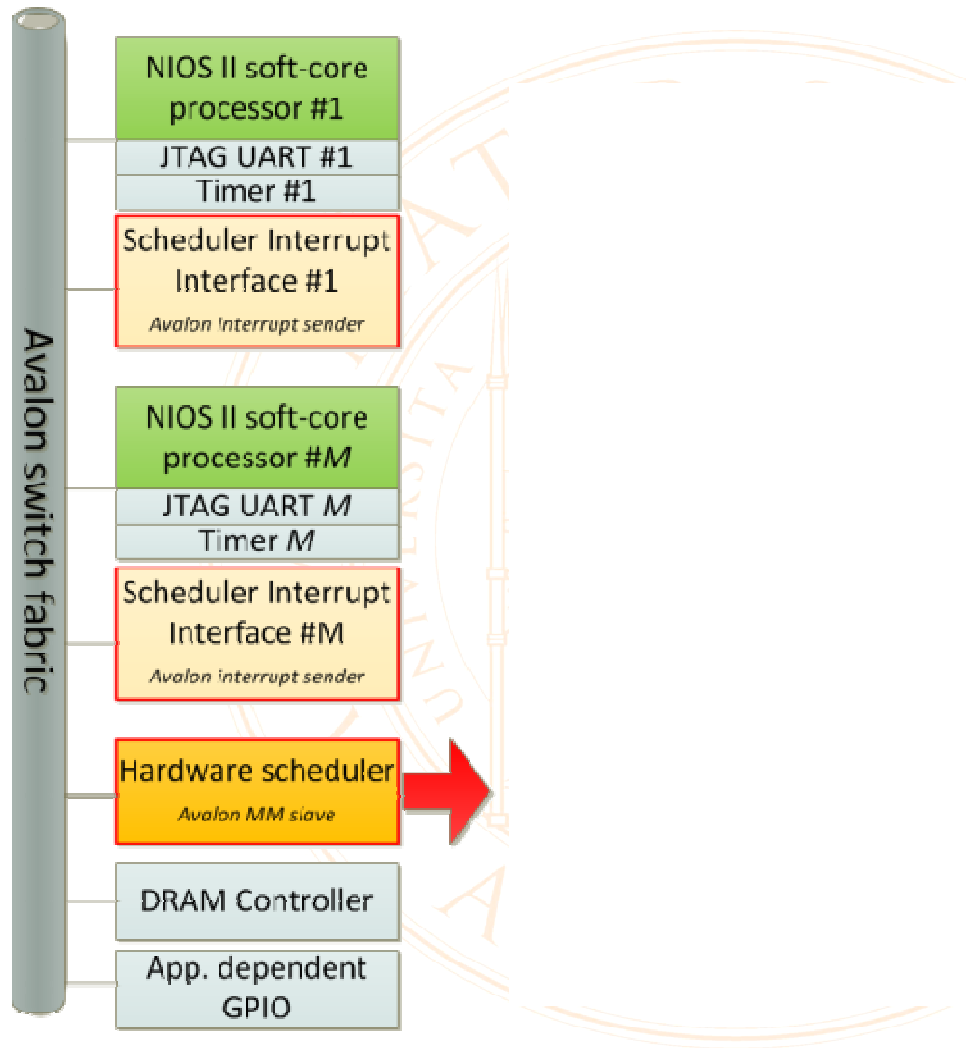 Avalon switch fabric
NIOS II soft-core
processor #1
JTAG UART #1
Timer #1
Scheduler Interrupt
Interface #1
Avalon interrupt sender
NIOS II soft-core
processor #M
JTAG UART M
Timer M
Scheduler Interrupt
Interface #M
Avalon interrupt sender
Hardware scheduler
Avalon MM slave
DRAM Controller
App. dependent
GPIO